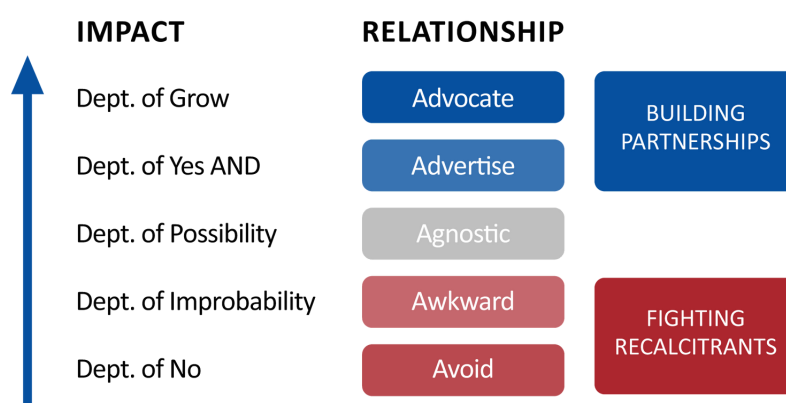 IMPACT RELATIONSHIP
Dept. of Grow Advocate
BUILDING
PARTNERSHIPS
Dept. of Yes AND Advertise
Dept. of Possibility Agnostic
Dept. of Improbability Awkward
FIGHTING
RECALCITRANTS
Dept. of No Avoid